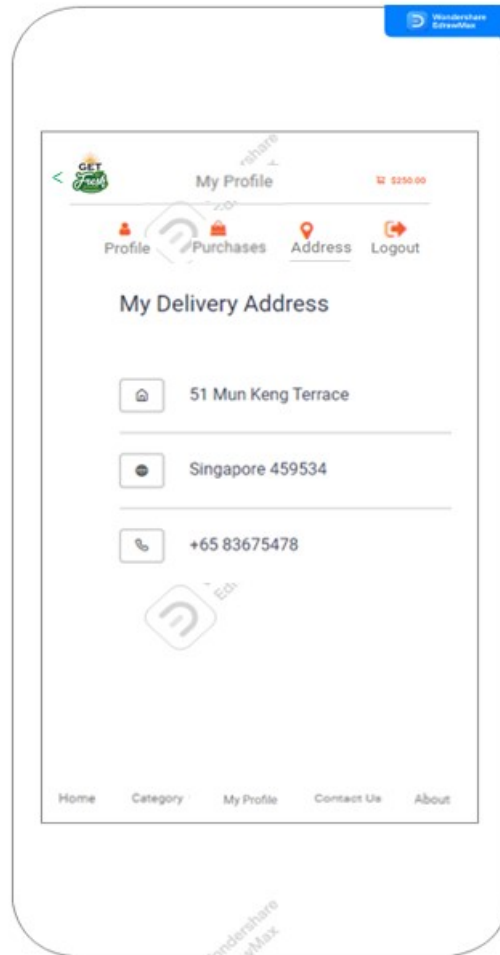 Wondershare
EdrawMax
GET
Fresh
< My Profile $250.00
Profile Purchases Address Logout
My Delivery Address
51 Mun Keng Terrace
Singapore 459534
+65 83675478
Home Category My Profile Contact Us About